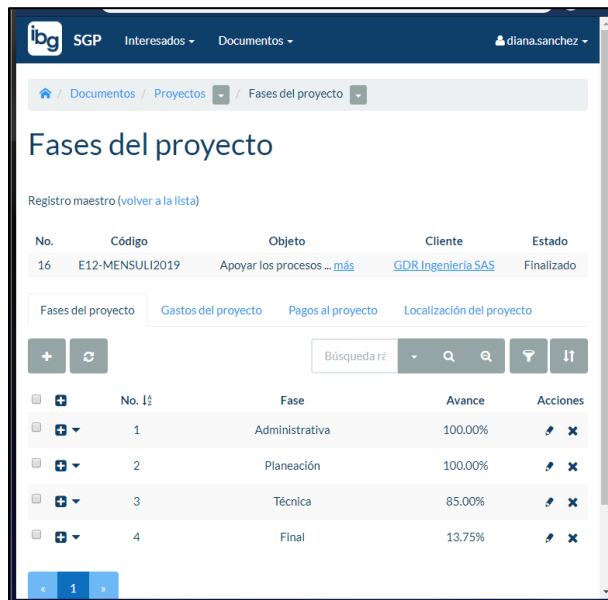 ibg SGP Interesados Documentos diana.sanchez
/ Documentos / Proyectos / Fases del proyecto
Fases del proyecto
Registro maestro (volver a la lista)
No. Código Objeto Cliente Estado
16 E12-MENSULI2019 Apoyar los procesos ... más GDR Ingeniería SAS Finalizado
Fases del proyecto Gastos del proyecto Pagos al proyecto Localización del proyecto
Búsqueda rá
No. Fase Avance Acciones
1 Administrativa 100.00%
2 Planeación 100.00%
3 Técnica 85.00%
4 Final 13.75%
« 1 »